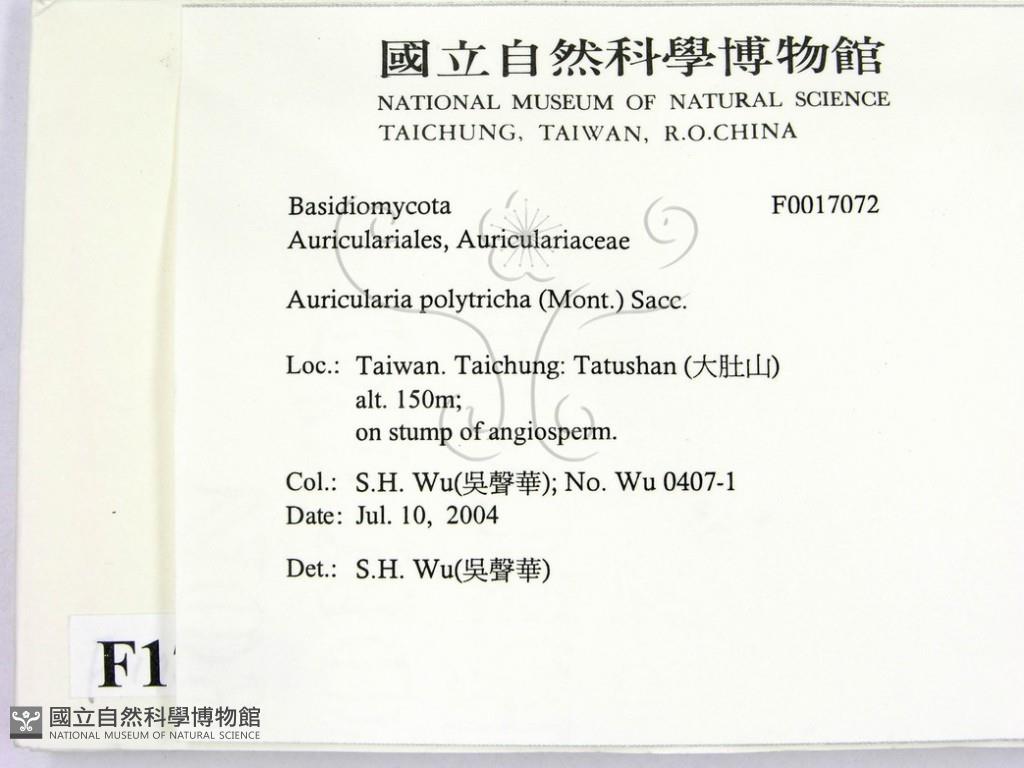 國立自然科學博物館
NATIONAL MUSEUM OF NATURAL SCIENCE
TAICHUNG, TAIWAN, R.O.CHINA
Basidiomycota F0017072
Auriculariales, Auriculariaceae
Auricularia polytricha (Mont.) Sacc.
Loc.: Taiwan. Taichung: Tatushan (大肚山)
alt. 150m;
on stump of angiosperm.
Col.: S.H. Wu(吳聲華); No. Wu 0407-1
Date: Jul. 10, 2004
Det.: S.H. Wu(吳聲華)
F1
國立自然科學博物館
NATIONAL MUSEUM OF NATURAL SCIENCE